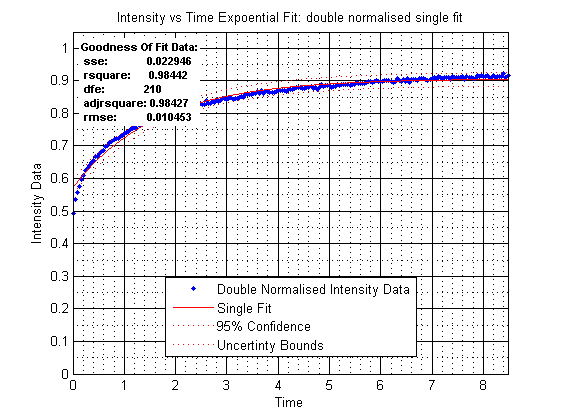 Intensity vs Time Expoential Fit: double normalised single fit
Goodness Of Fit Data:
sse: 0.022946
rsquare: 0.98442
dfe: 210
adjrsquare: 0.98427
rmse: 0.010453
1
0.9
0.8
0.7
0.6
0.5
0.4
0.3
0.2
0.1
0
Intensity Data
Double Normalised Intensity Data
Single Fit
95% Confidence
Uncertinty Bounds
0 1 2 3 4 5 6 7 8
Time